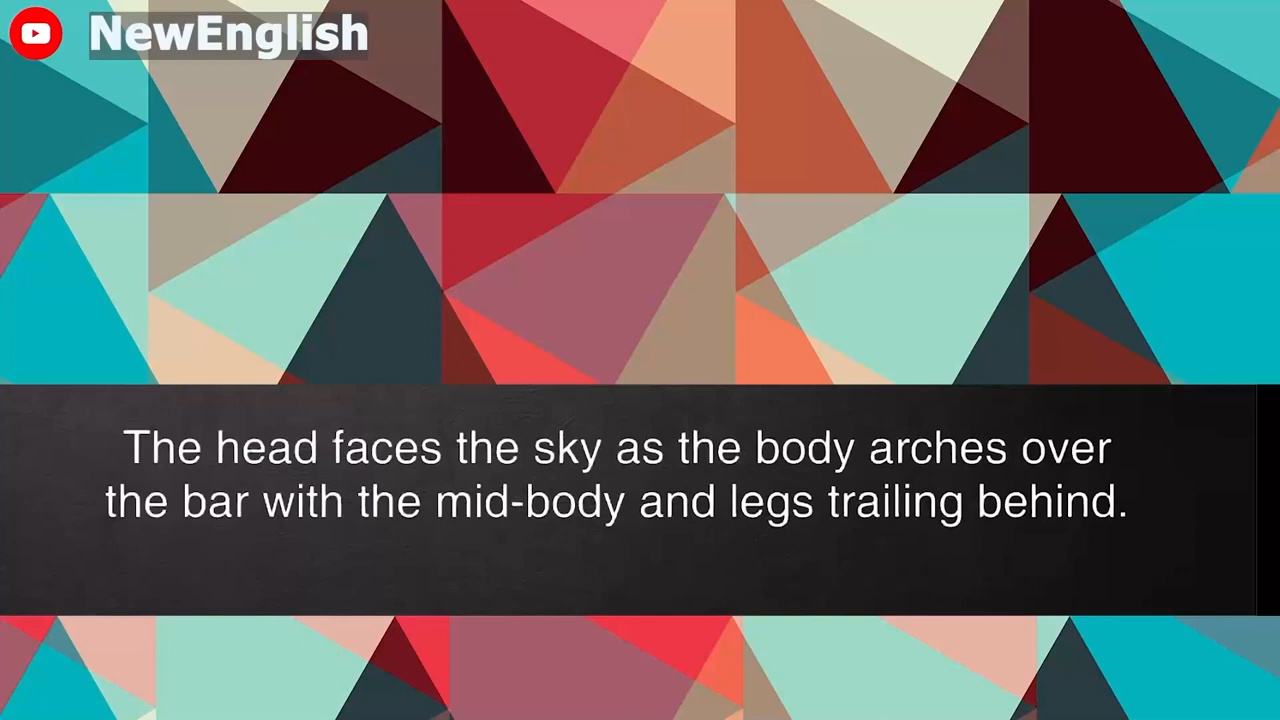 NewEnglish
The head faces the sky as the body arches over
the bar with the mid-body and legs trailing behind.